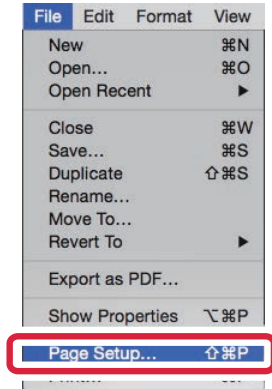 File Edit Format View
New ⌘N
Open... ⌘O
Open Recent ▶
Close ⌘W
Save... ⌘S
Duplicate ⇧⌘S
Rename...
Move To...
Revert To ▶
Export as PDF...
Show Properties ⌥⌘P
Page Setup... ⇧⌘P